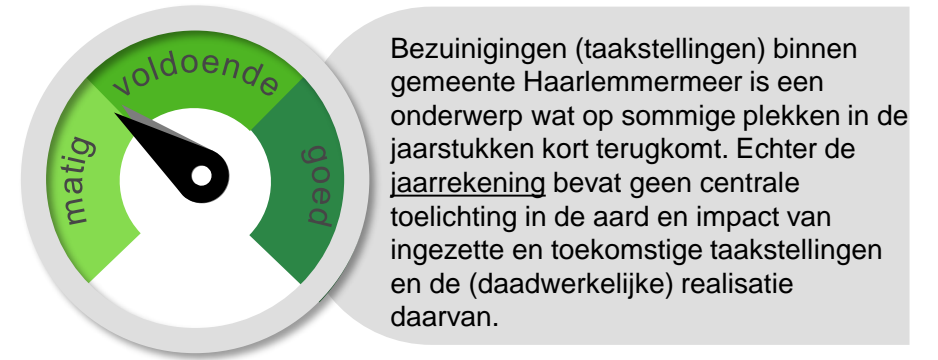 matig
voldoende
goed
Bezuinigingen (taakstellingen) binnen
gemeente Haarlemmermeer is een
onderwerp wat op sommige plekken in de
jaarstukken kort terugkomt. Echter de
jaarrekening bevat geen centrale
toelichting in de aard en impact van
ingezette en toekomstige taakstellingen
en de (daadwerkelijke) realisatie
daarvan.